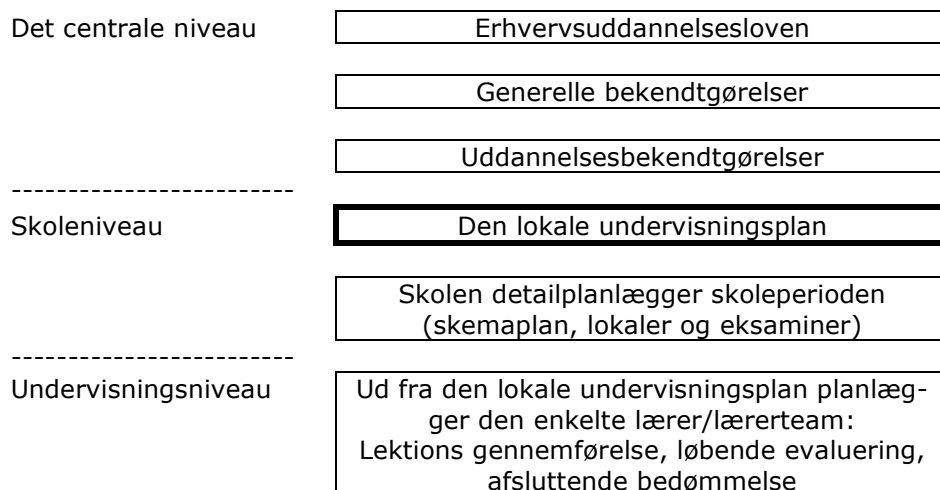 Det centrale niveau
Erhvervsuddannelsesloven
Generelle bekendtgørelser
Uddannelsesbekendtgørelser
-------------------------
Skoleniveau
Den lokale undervisningsplan
Skolen detailplanlægger skoleperioden
(skemaplan, lokaler og eksaminer)
-------------------------
Undervisningsniveau
Ud fra den lokale undervisningsplan planlæg-
ger den enkelte lærer/lærerteam:
Lektions gennemførelse, løbende evaluering,
afsluttende bedømmelse